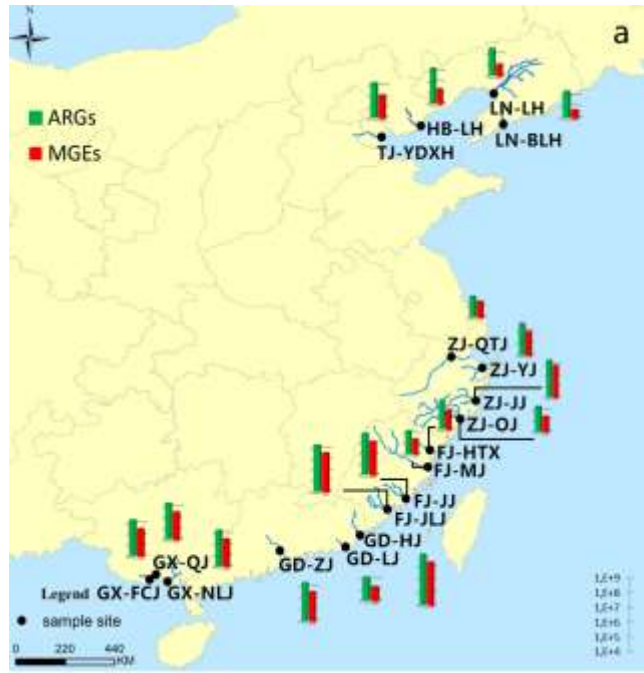 N
a
ARGs
MGEs
LN-LH
HB-LH
LN-BLH
TJ-YDXH
ZJ-QTJ
ZJ-YJ
ZJ-JJ
ZJ-OJ
FJ-HTX
FJ-MJ
FJ-JJ
FJ-JLJ
GD-HJ
GD-LJ
GD-ZJ
GX-QJ
GX-FCJ
GX-NLJ
Legend
sample site
0 220 440
KM
1,E+9
1,E+8
1,E+7
1,E+6
1,E+5
1,E+4